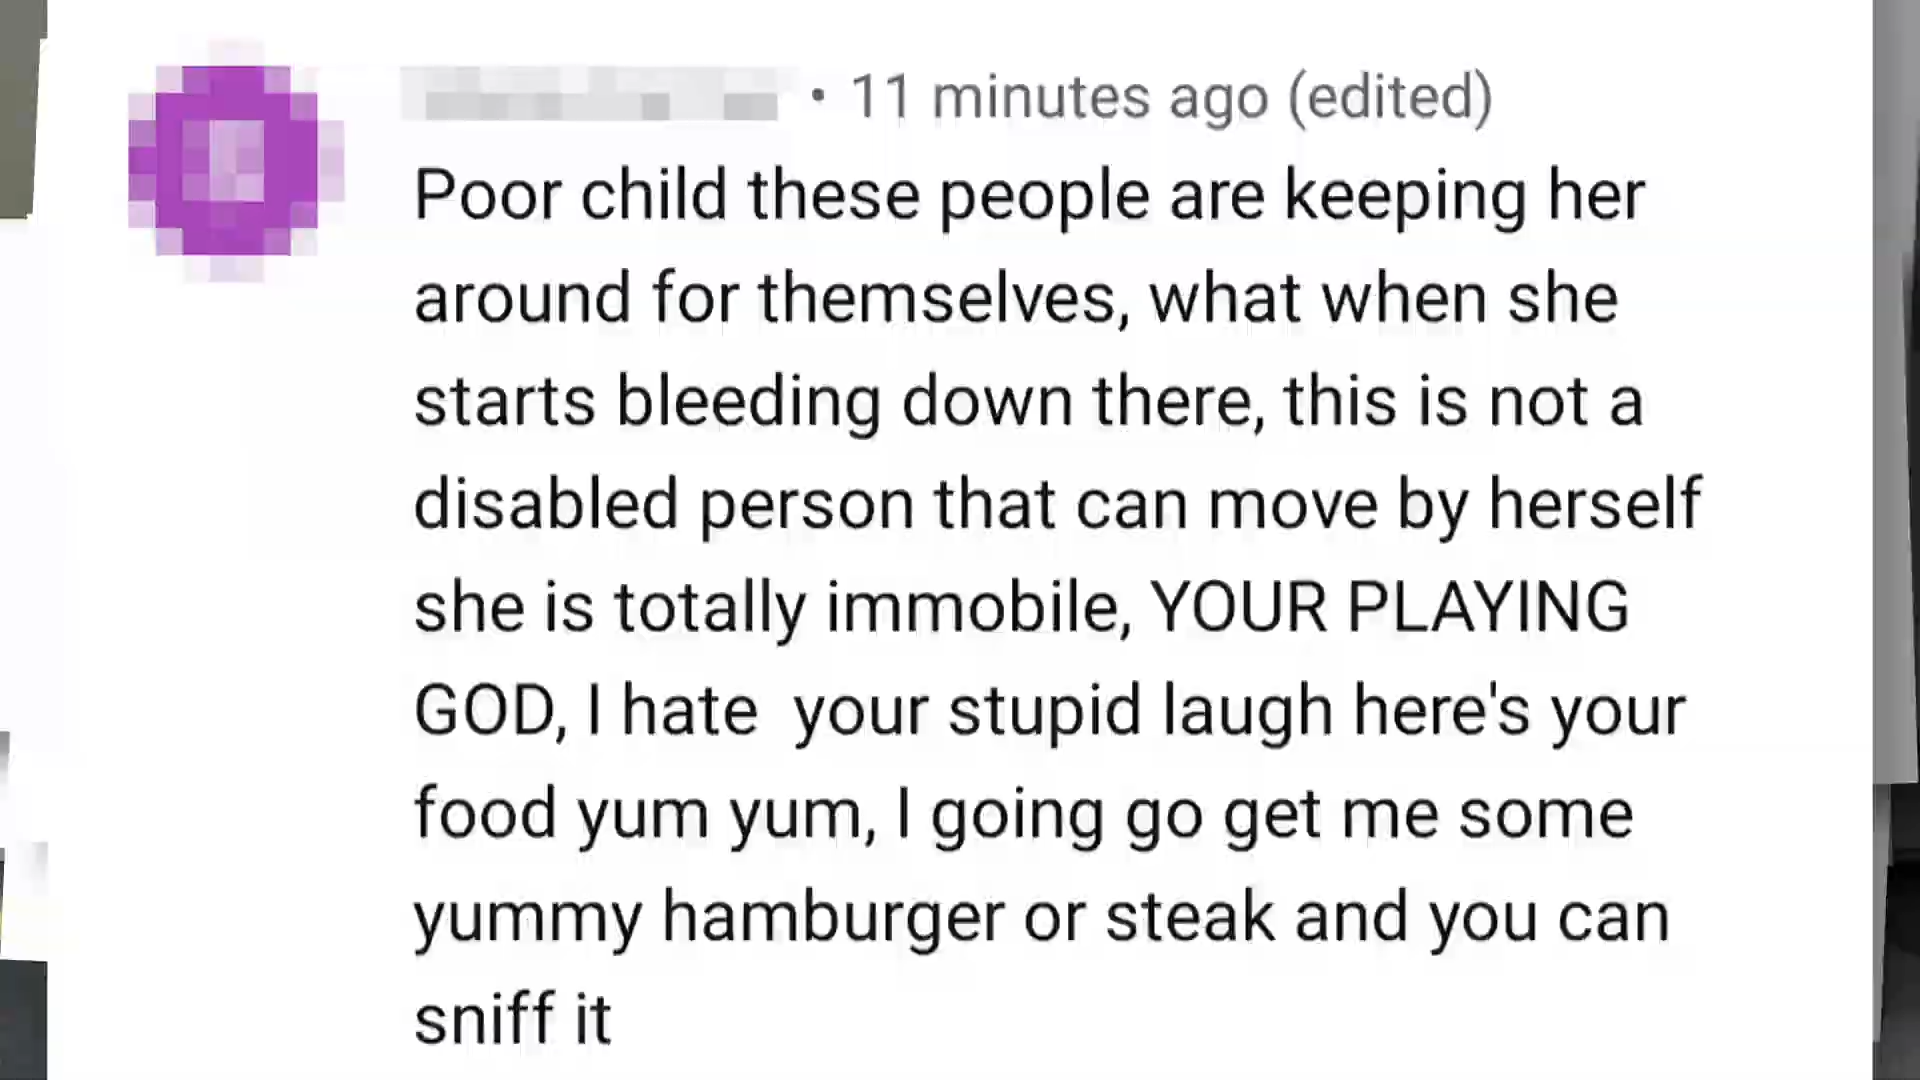 • 11 minutes ago (edited)
Poor child these people are keeping her
around for themselves, what when she
starts bleeding down there, this is not a
disabled person that can move by herself
she is totally immobile, YOUR PLAYING
GOD, I hate  your stupid laugh here's your
food yum yum, I going go get me some
yummy hamburger or steak and you can
sniff it